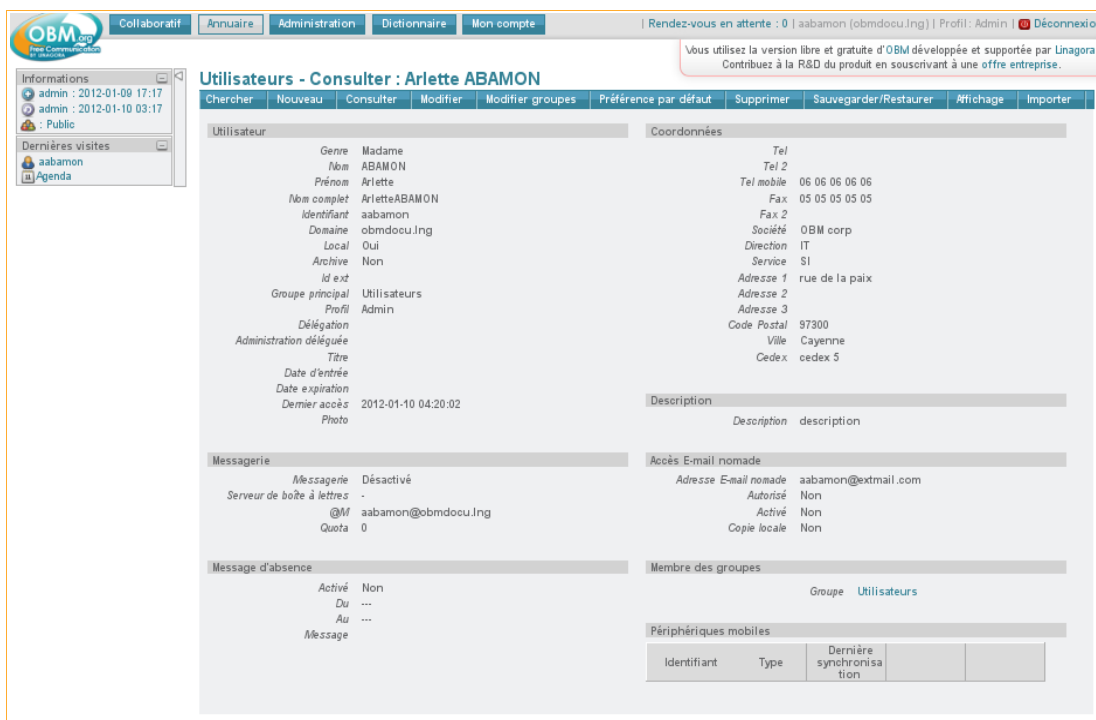 OBM.org
Free Communication
BY LINAGORA
Collaboratif Annuaire Administration Dictionnaire Mon compte
| Rendez-vous en attente : 0 | aabamon (obmdocu.lng) | Profil : Admin | Déconnexio
Vous utilisez la version libre et gratuite d'OBM développée et supportée par Linagora
Contribuez à la R&D du produit en souscrivant à une offre entreprise.
Informations
admin : 2012-01-09 17:17
admin : 2012-01-10 03:17
: Public
Dernières visites
aabamon
Agenda
Utilisateurs - Consulter : Arlette ABAMON
Chercher Nouveau Consulter Modifier Modifier groupes Préférence par défaut Supprimer Sauvegarder/Restaurer Affichage Importer
Utilisateur
Genre Madame
Nom ABAMON
Prénom Arlette
Nom complet ArletteABAMON
Identifiant aabamon
Domaine obmdocu.lng
Local Oui
Archive Non
Id ext
Groupe principal Utilisateurs
Profil Admin
Délégation
Administration déléguée
Titre
Date d'entrée
Date expiration
Dernier accès 2012-01-10 04:20:02
Photo
Coordonnées
Tel
Tel 2
Tel mobile 06 06 06 06 06
Fax 05 05 05 05 05
Fax 2
Société OBM corp
Direction IT
Service SI
Adresse 1 rue de la paix
Adresse 2
Adresse 3
Code Postal 97300
Ville Cayenne
Cedex cedex 5
Description
Description description
Messagerie
Messagerie Désactivé
Serveur de boîte à lettres -
@M aabamon@obmdocu.lng
Quota 0
Accès E-mail nomade
Adresse E-mail nomade aabamon@extmail.com
Autorisé Non
Activé Non
Copie locale Non
Message d'absence
Activé Non
Du ---
Au ---
Message
Membre des groupes
Groupe Utilisateurs
Périphériques mobiles
Identifiant Type Dernière
synchronisa
tion